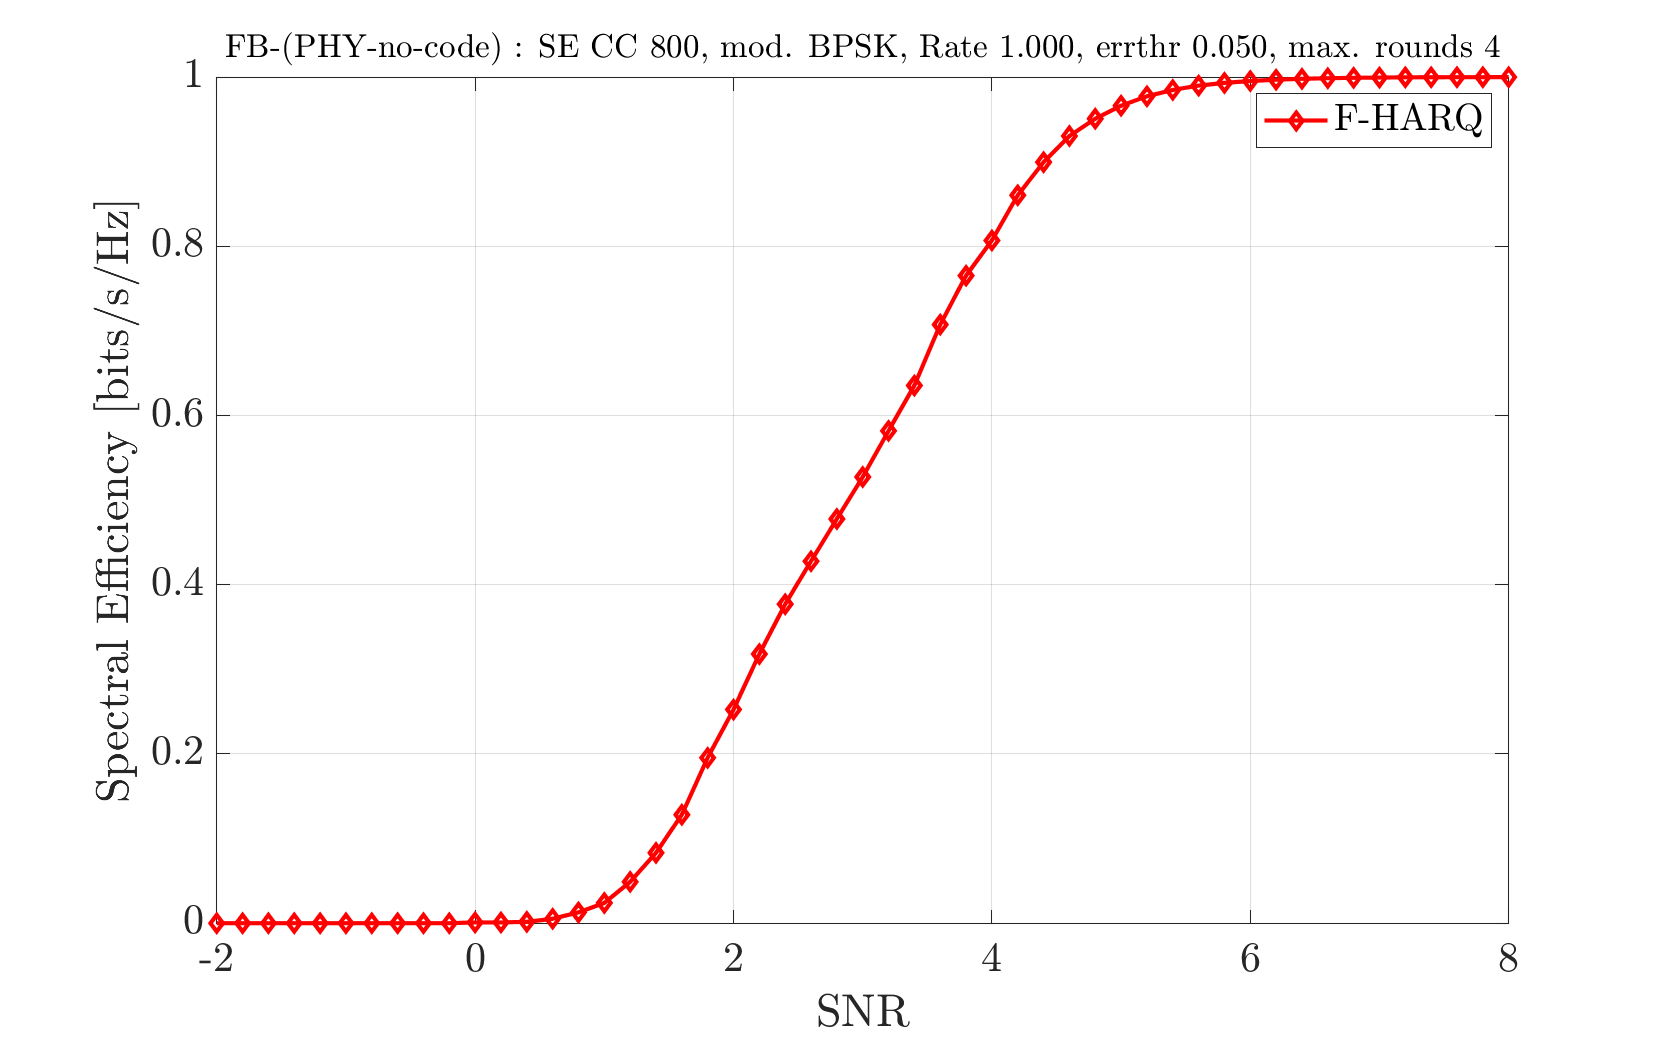 FB-(PHY-no-code) : SE CC 800, mod. BPSK, Rate 1.000, errthr 0.050, max. rounds 4
1
F-HARQ
0.8
0.6
0.4
0.2
0
Spectral Efficiency [bits/s/Hz]
-2 0 2 4 6 8
SNR